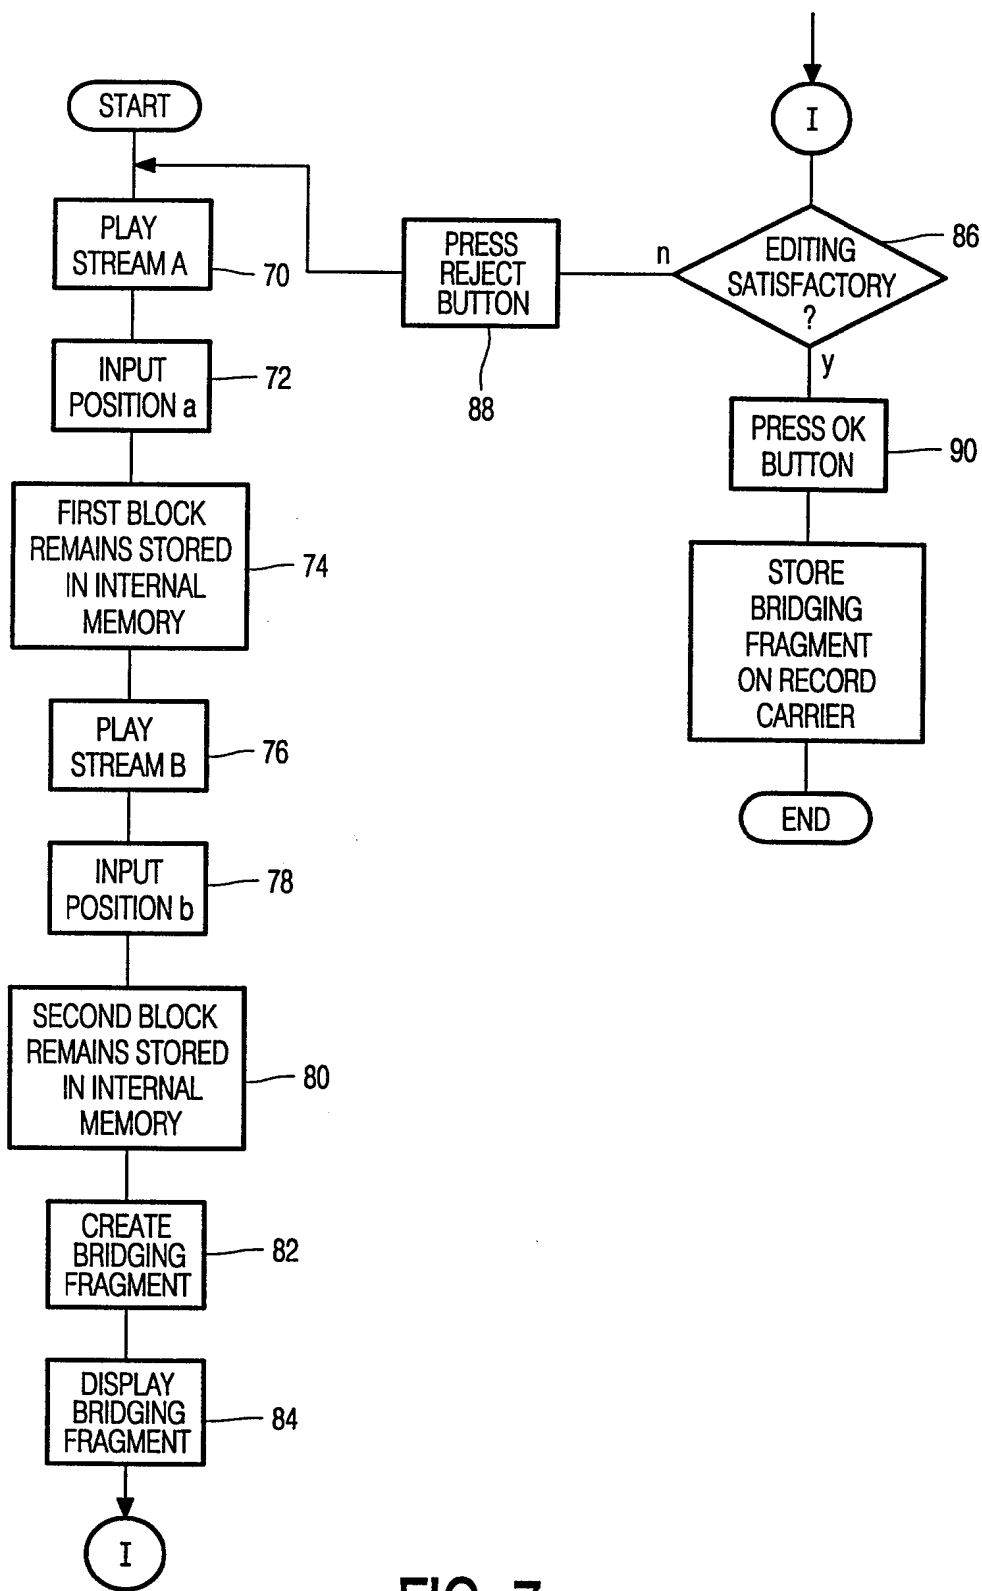 START
PLAY
STREAM A
70
INPUT
POSITION a
72
FIRST BLOCK
REMAINS STORED
IN INTERNAL
MEMORY
74
PLAY
STREAM B
76
INPUT
POSITION b
78
SECOND BLOCK
REMAINS STORED
IN INTERNAL
MEMORY
80
CREATE
BRIDGING
FRAGMENT
82
DISPLAY
BRIDGING
FRAGMENT
84
I
I
EDITING
SATISFACTORY
?
86
n
PRESS
REJECT
BUTTON
88
y
PRESS OK
BUTTON
90
STORE
BRIDGING
FRAGMENT
ON RECORD
CARRIER
END